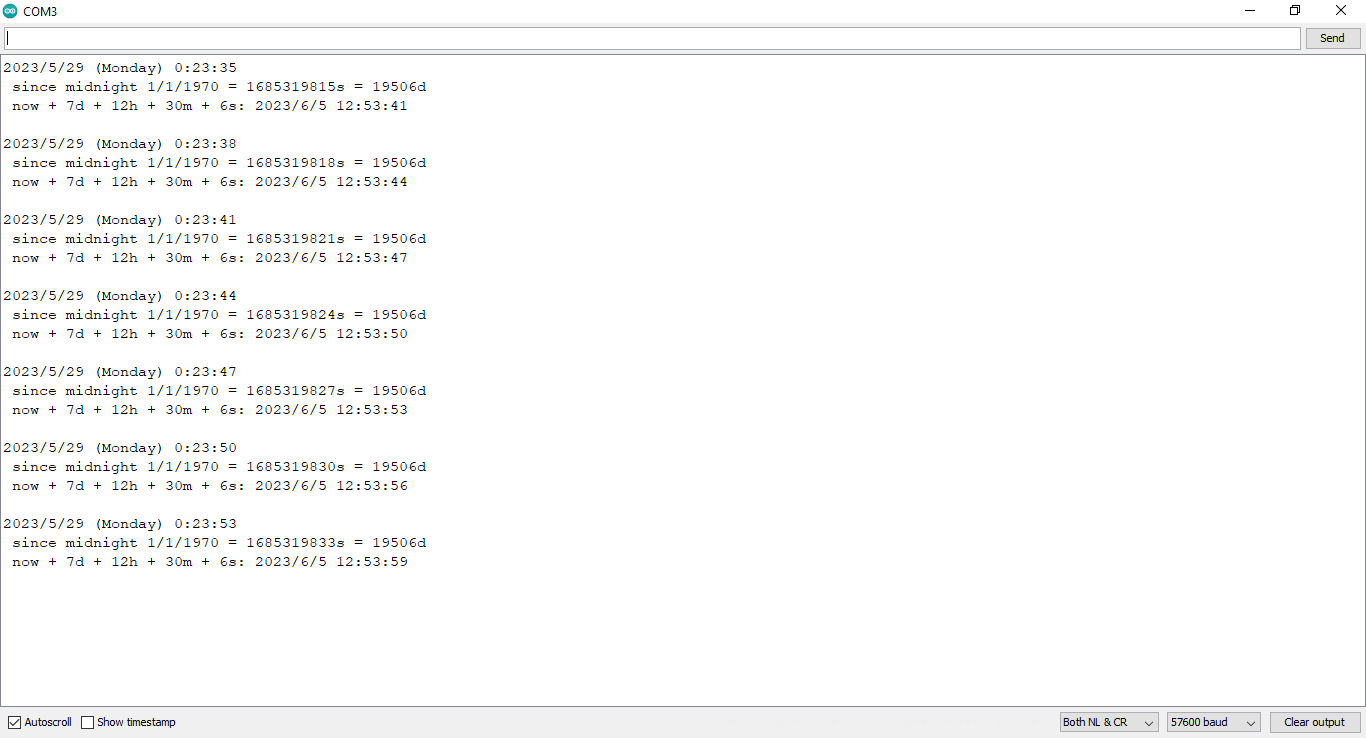 COM3
Send
2023/5/29 (Monday) 0:23:35
since midnight 1/1/1970 = 1685319815s = 19506d
now + 7d + 12h + 30m + 6s: 2023/6/5 12:53:41
2023/5/29 (Monday) 0:23:38
since midnight 1/1/1970 = 1685319818s = 19506d
now + 7d + 12h + 30m + 6s: 2023/6/5 12:53:44
2023/5/29 (Monday) 0:23:41
since midnight 1/1/1970 = 1685319821s = 19506d
now + 7d + 12h + 30m + 6s: 2023/6/5 12:53:47
2023/5/29 (Monday) 0:23:44
since midnight 1/1/1970 = 1685319824s = 19506d
now + 7d + 12h + 30m + 6s: 2023/6/5 12:53:50
2023/5/29 (Monday) 0:23:47
since midnight 1/1/1970 = 1685319827s = 19506d
now + 7d + 12h + 30m + 6s: 2023/6/5 12:53:53
2023/5/29 (Monday) 0:23:50
since midnight 1/1/1970 = 1685319830s = 19506d
now + 7d + 12h + 30m + 6s: 2023/6/5 12:53:56
2023/5/29 (Monday) 0:23:53
since midnight 1/1/1970 = 1685319833s = 19506d
now + 7d + 12h + 30m + 6s: 2023/6/5 12:53:59
Autoscroll Show timestamp Both NL & CR 57600 baud Clear output